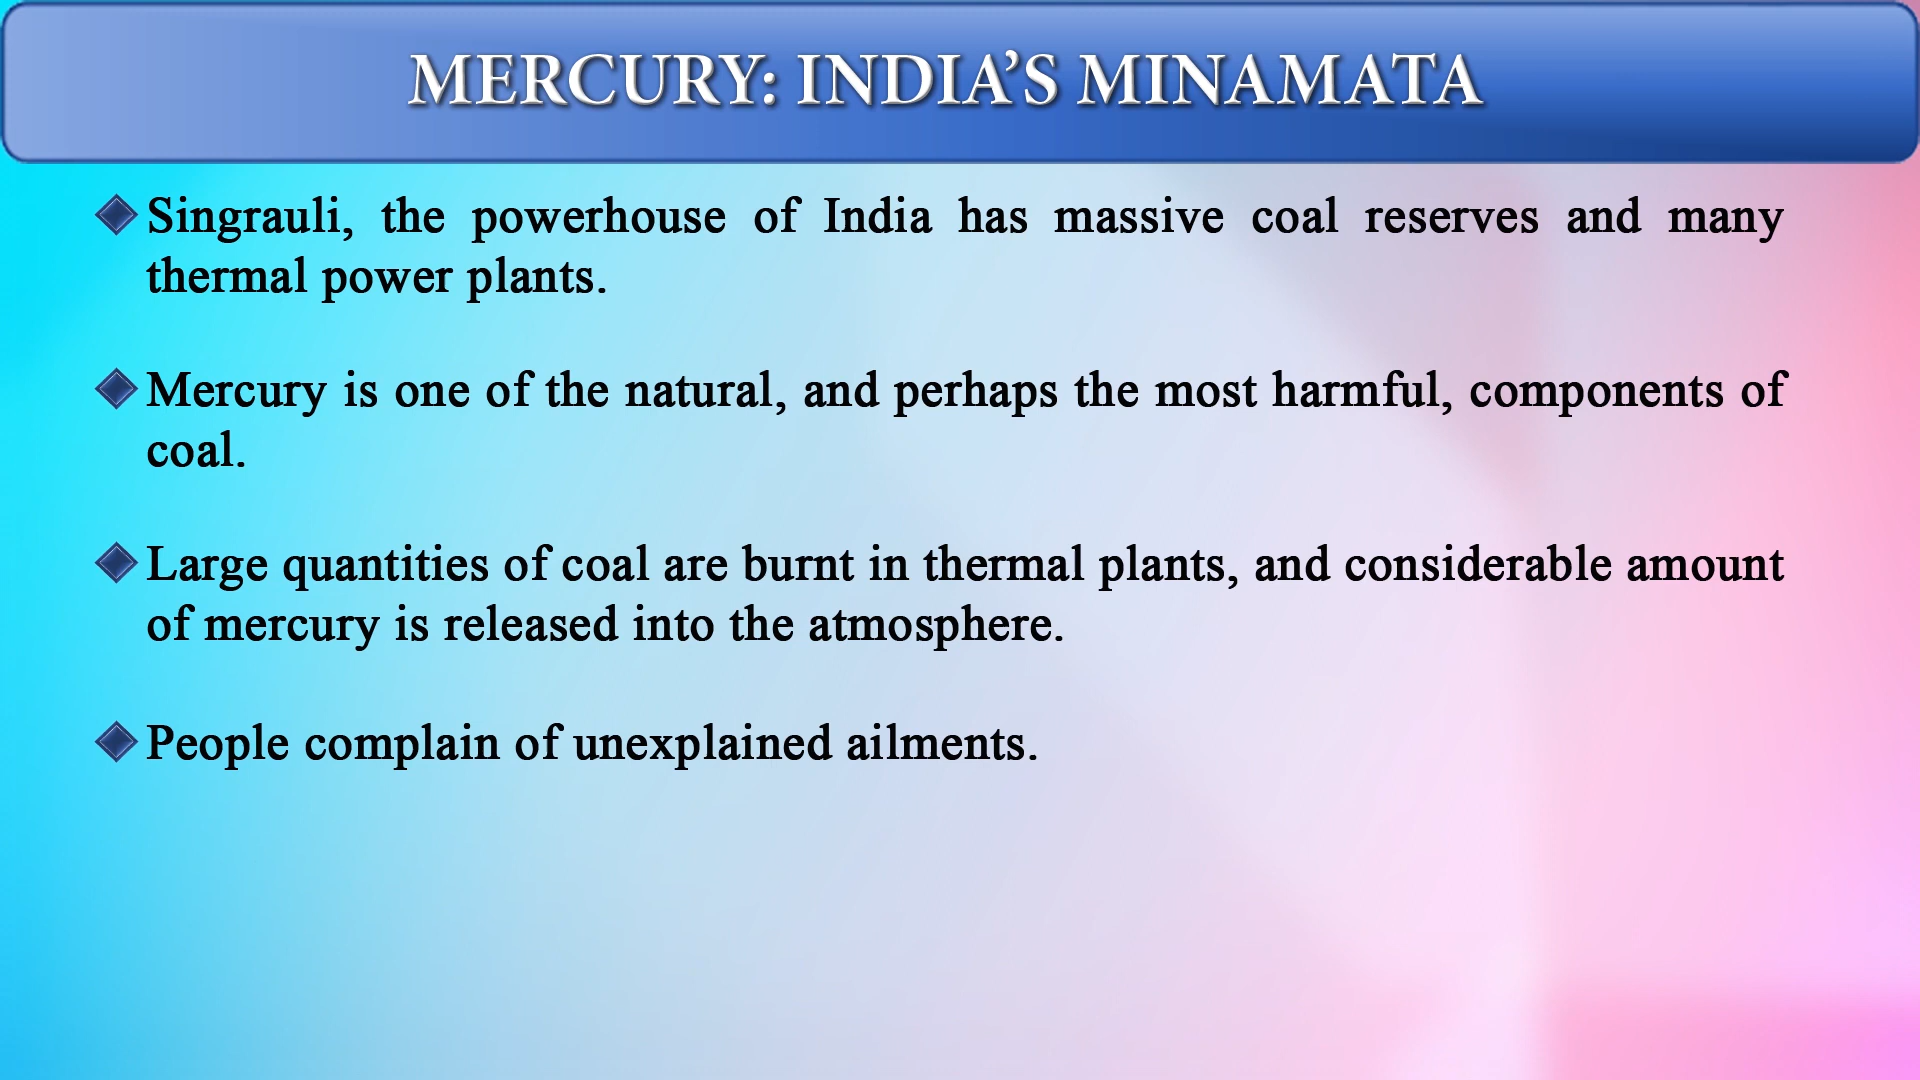 MERCURY: INDIA’S MINAMATA
Singrauli, the powerhouse of India has massive coal reserves and many
thermal power plants.
Mercury is one of the natural, and perhaps the most harmful, components of
coal.
Large quantities of coal are burnt in thermal plants, and considerable amount
of mercury is released into the atmosphere.
People complain of unexplained ailments.